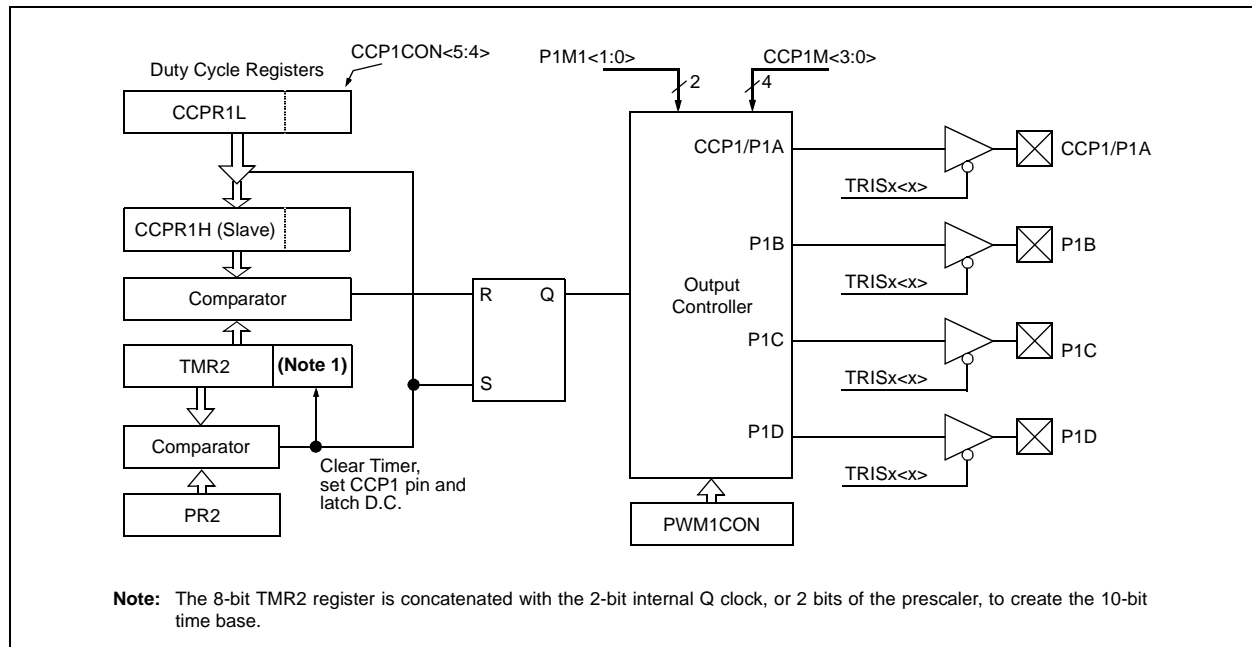 CCP1CON<5:4>
Duty Cycle Registers
CCPR1L
CCPR1H (Slave)
Comparator
TMR2
(Note 1)
Comparator
PR2
Clear Timer,
set CCP1 pin and
latch D.C.
R
Q
S
P1M1<1:0>
2
CCP1M<3:0>
4
Output
Controller
CCP1/P1A
P1B
P1C
P1D
PWM1CON
TRISx<x>
CCP1/P1A
TRISx<x>
P1B
TRISx<x>
P1C
TRISx<x>
P1D
Note: The 8-bit TMR2 register is concatenated with the 2-bit internal Q clock, or 2 bits of the prescaler, to create the 10-bit
time base.